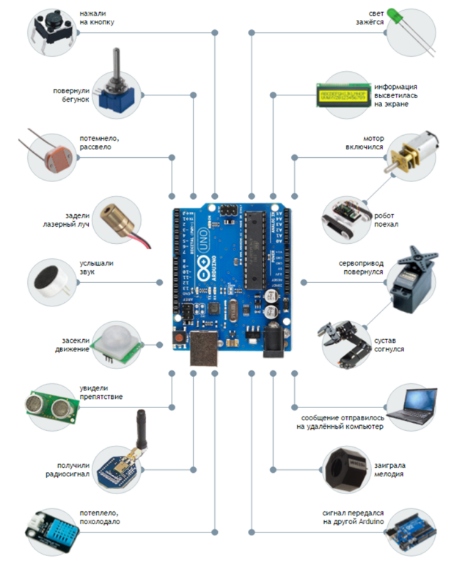 нажали
на кнопку
свет
зажёгся
повернули
бегунок
информация
высветилась
на экране
потемнело,
рассвело
мотор
включился
задели
лазерный луч
робот
поехал
UNO
ARDUINO
услышали
звук
сервопривод
повернулся
засекли
движение
сустав
согнулся
увидели
препятствие
сообщение отправилось
на удалённый компьютер
получили
радиосигнал
заиграла
мелодия
потеплело,
похолодало
сигнал передался
на другой Arduino